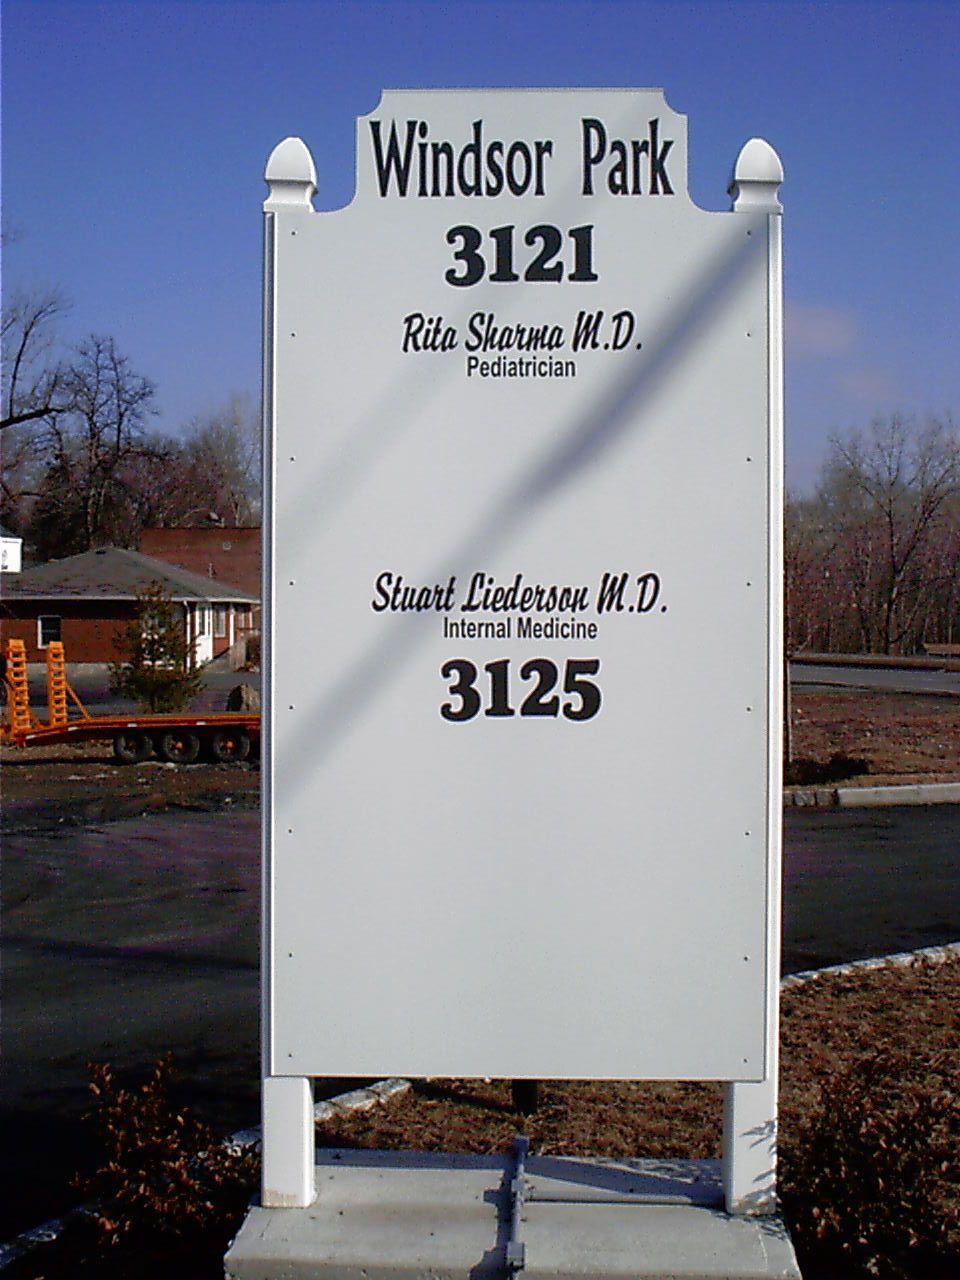 Windsor Park
3121
Rita Sharma M.D.
Pediatrician
Stuart Liederson M.D.
Internal Medicine
3125